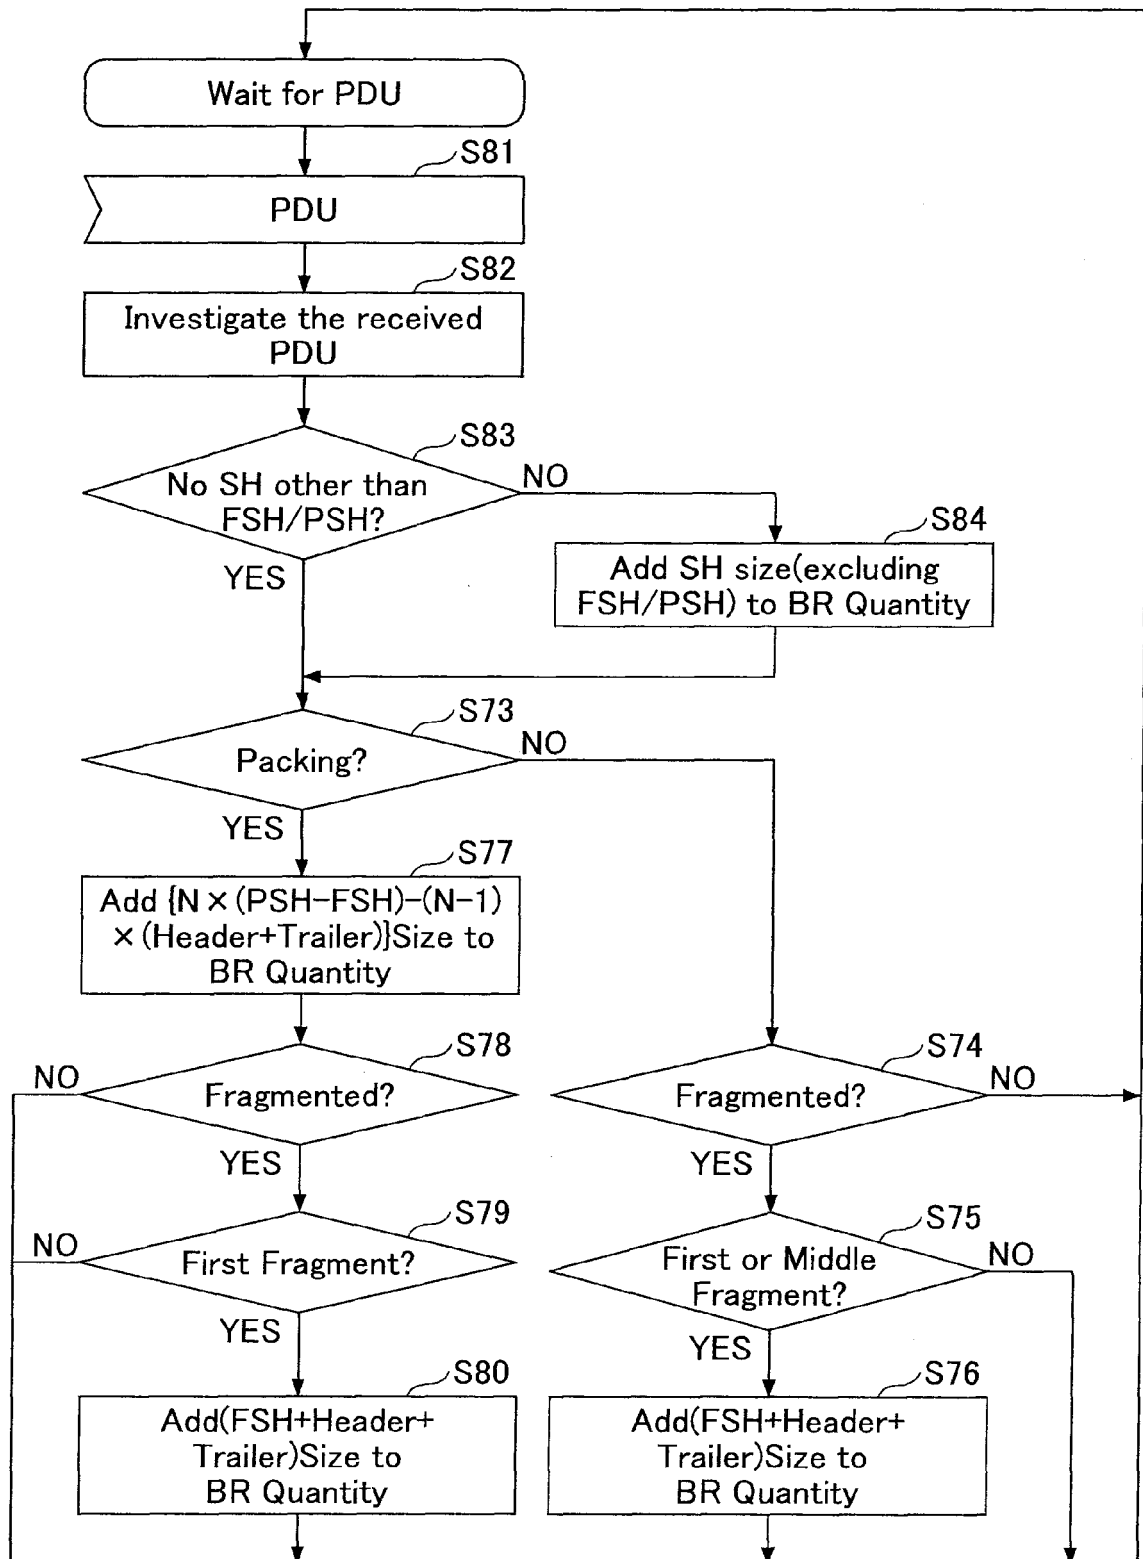 Wait for PDU
S81
PDU
S82
Investigate the received
PDU
S83
No SH other than
FSH/PSH?
NO
YES
S84
Add SH size(excluding
FSH/PSH) to BR Quantity
S73
Packing?
NO
YES
S77
Add {N×(PSH-FSH)-(N-1)
×(Header+Trailer)}Size to
BR Quantity
S78
Fragmented?
NO
YES
S74
Fragmented?
NO
YES
S79
First Fragment?
NO
YES
S75
First or Middle
Fragment?
NO
YES
S80
Add(FSH+Header+
Trailer)Size to
BR Quantity
S76
Add(FSH+Header+
Trailer)Size to
BR Quantity